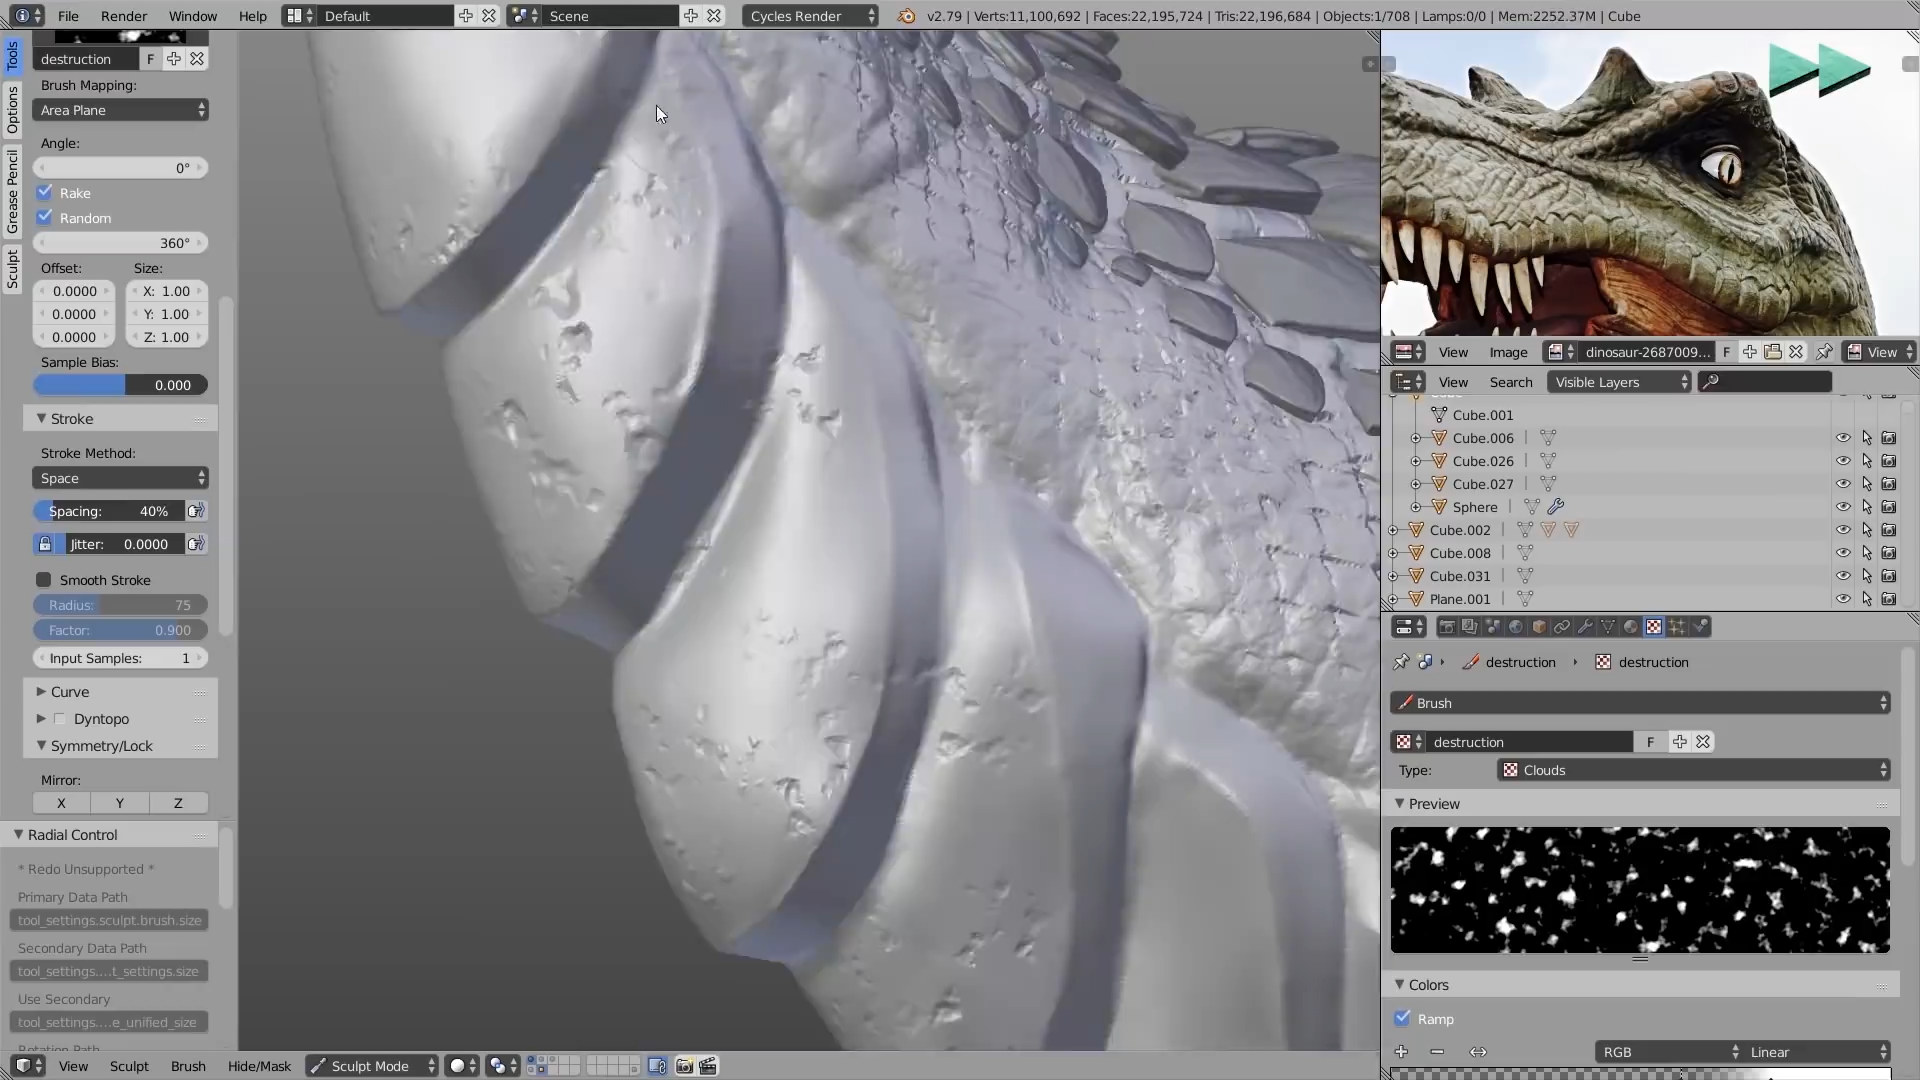 File Render Window Help Default Scene Cycles Render v2.79 | Verts:11,100,692 | Faces:22,195,724 | Tris:22,196,684 | Objects:1/708 | Lamps:0/0 | Mem:2252.37M | Cube
Tools
Options
Grease Pencil
Sculpt
destruction F
Brush Mapping:
Area Plane
Angle:
0°
Rake
Random
360°
Offset: Size:
0.0000 X: 1.00
0.0000 Y: 1.00
0.0000 Z: 1.00
Sample Bias:
0.000
Stroke
Stroke Method:
Space
Spacing: 40%
Jitter: 0.0000
Smooth Stroke
Radius: 75
Factor: 0.900
Input Samples: 1
Curve
Dyntopo
Symmetry/Lock
Mirror:
X Y Z
Radial Control
* Redo Unsupported *
Primary Data Path
tool_settings.sculpt.brush.size
Secondary Data Path
tool_settings....t_settings.size
Use Secondary
tool_settings....e_unified_size
Rotation Path
View Sculpt Brush Hide/Mask Sculpt Mode
View Image dinosaur-2687009... F View
View Search Visible Layers
Cube
Cube.001
Cube.006
Cube.026
Cube.027
Sphere
Cube.002
Cube.008
Cube.031
Plane.001
destruction destruction
Brush
destruction F
Type: Clouds
Preview
Colors
Ramp
RGB Linear